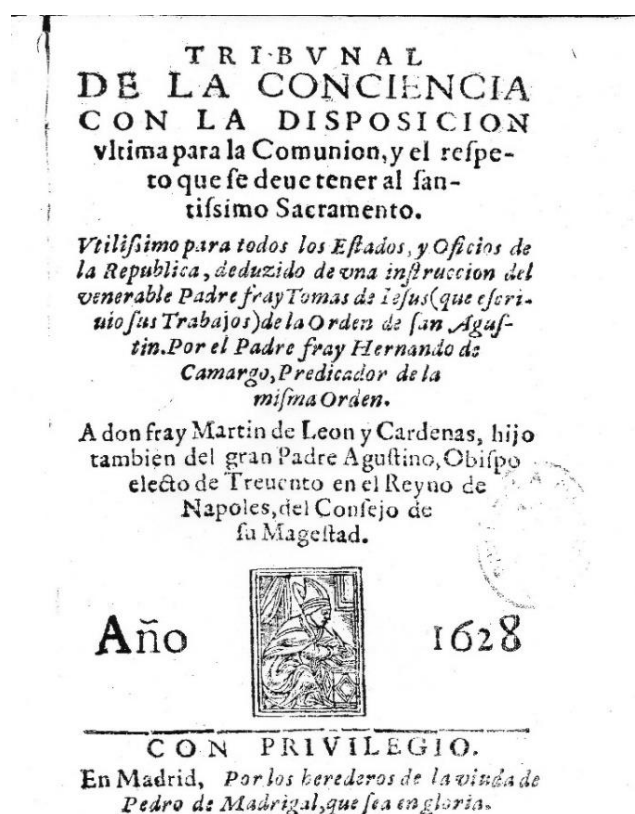 TRIBVNAL
DE LA CONCIENCIA
CON LA DISPOSICION
vltima para la Comunion, y el reſpe-
to que ſe deue tener al ſan-
tiſsimo Sacramento.
Vtiliſsimo para todos los Eſtados, y Oficios de
la Republica, deduzido de vna inſtruccion del
venerable Padre fray Tomas de Ieſus (que eſcri-
uio ſus Trabajos) de la Orden de ſan Aguſ-
tin. Por el Padre fray Hernando de
Camargo, Predicador de la
miſma Orden.
A don fray Martin de Leon y Cardenas, hijo
tambien del gran Padre Aguſtino, Obiſpo
electo de Treuento en el Reyno de
Napoles, del Conſejo de
ſu Mageſtad.
Año 1628
CON PRIVILEGIO.
En Madrid, Por los herederos de la viuda de
Pedro de Madrigal, que ſea en gloria.